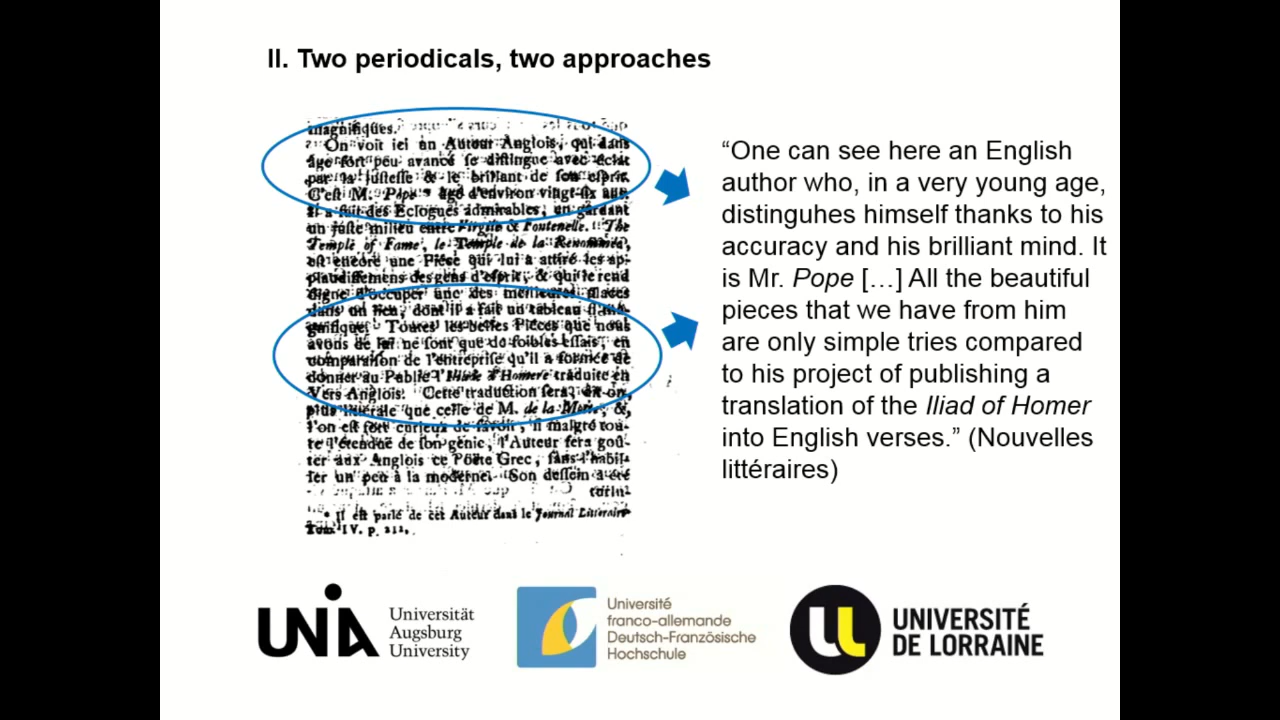 II. Two periodicals, two approaches
magnifiques.
On voit ici un Auteur Anglois, qui dans
âge fort peu avancé se distingue avec éclat
par la justesse & le brillant de son esprit.
C'est M. Pope * âgé d'environ vingt-six ans.
Il a fait des Eclogues admirables, en gardant
un juste milieu entre Virgile & Fontenelle. The
Temple of Fame, le Temple de la Renommée,
est encore une Piéce qui lui a attiré les ap-
plaudissemens des gens d'esprit, & qui le rend
digne d'occuper une des meilleures places
dans un lieu, dont il a fait un tableau si ma-
gnifique. Toutes les belles Piéces que nous
avons de lui ne sont que de foibles essais, en
comparaison de l'entreprise qu'il a formée de
donner au Public l'Iliade d'Homere traduite en
Vers Anglois. Cette traduction sera, dit-on,
plus litterale que celle de M. de la Motte, &,
l'on est fort curieux de savoir, si malgré tou-
te l'étendue de son génie, l'Auteur fera goû-
ter aux Anglois ce Poëte Grec, sans l'habil-
ler un peu à la moderne. Son dessein a été
* Il est parlé de cet Auteur dans le Journal Litteraire
Tom. IV. p.
“One can see here an English
author who, in a very young age,
distinguhes himself thanks to his
accuracy and his brilliant mind. It
is Mr. Pope […] All the beautiful
pieces that we have from him
are only simple tries compared
to his project of publishing a
translation of the Iliad of Homer
into English verses.” (Nouvelles
littéraires)
UNIA
Universität
Augsburg
University
Université
franco-allemande
Deutsch-Französische
Hochschule
UL
UNIVERSITÉ
DE LORRAINE